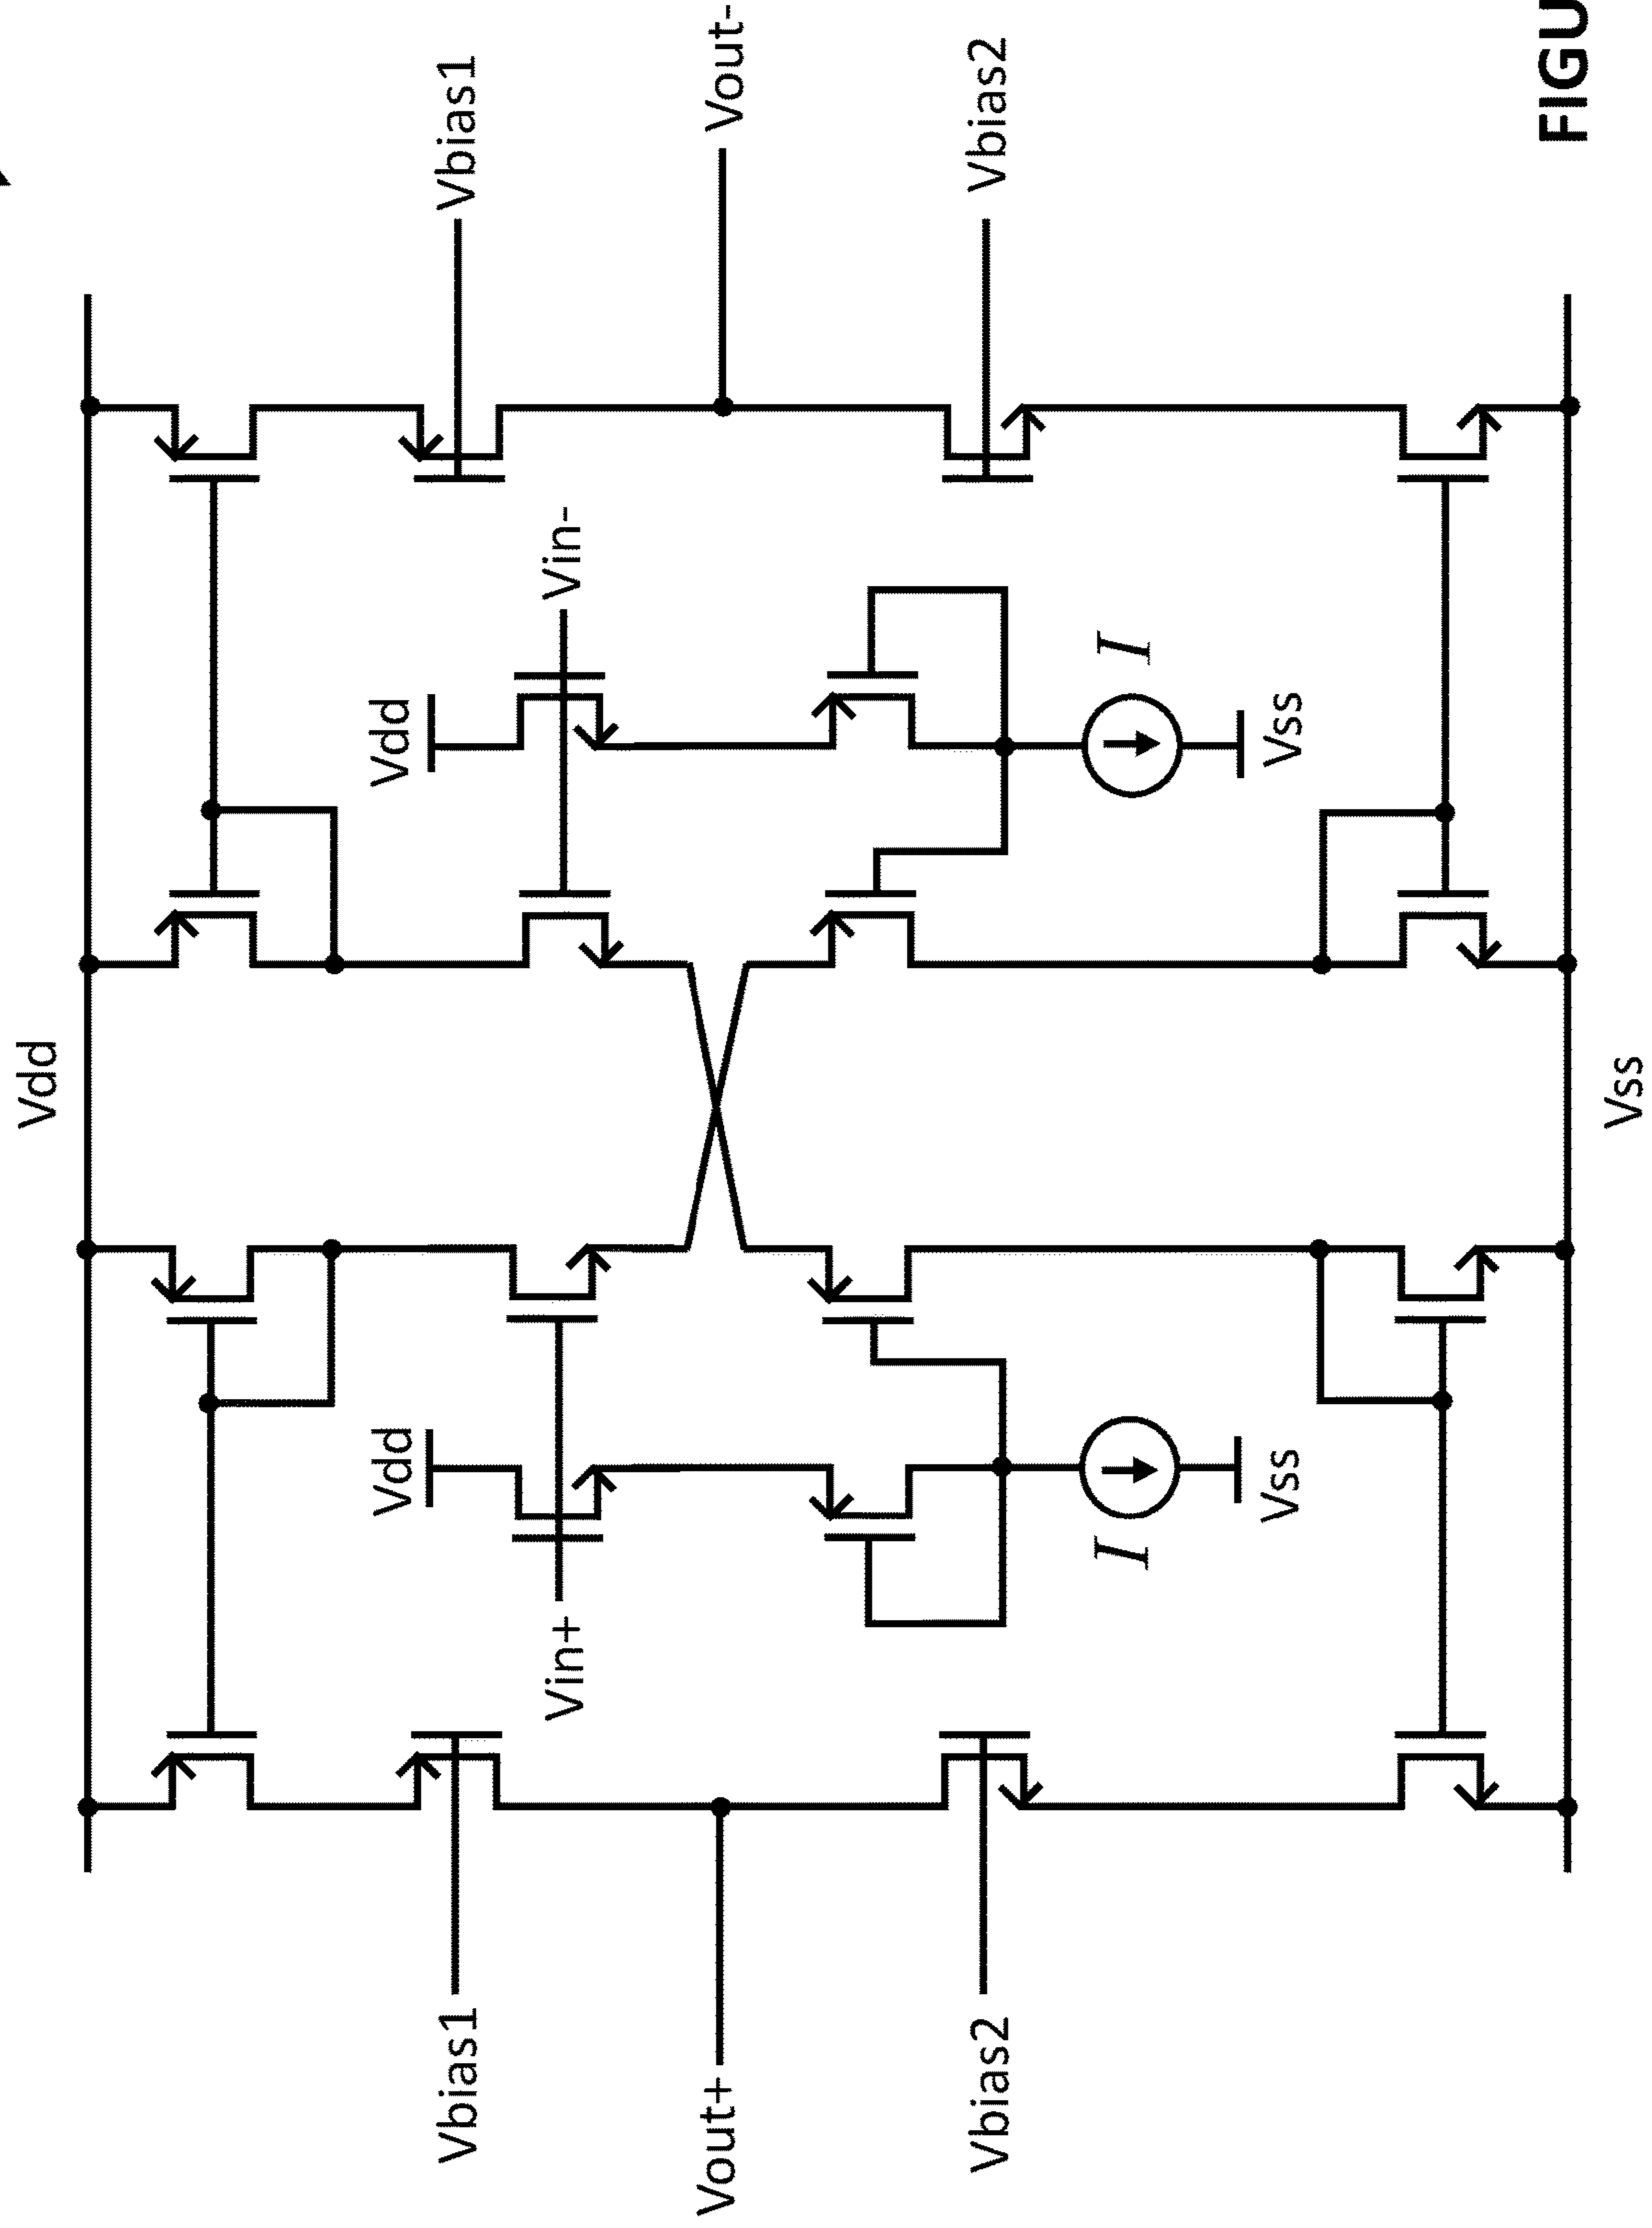 Vdd
Vdd
Vdd
Vbias1
Vbias1
Vin+
Vin-
Vout+
Vout-
Vbias2
Vbias2
I
I
Vss
Vss
Vss
FIGU